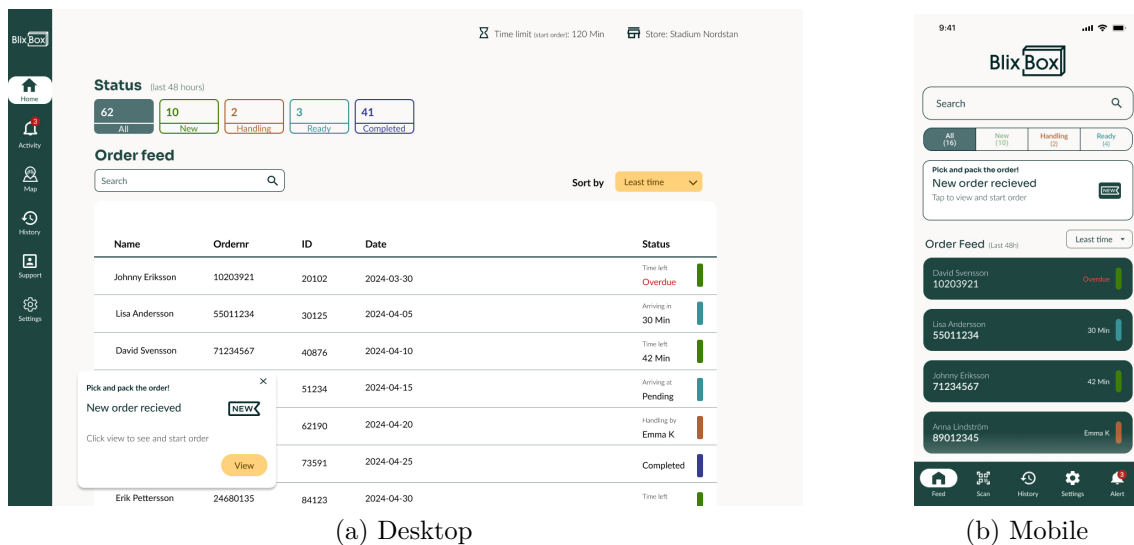 Blix Box
Time limit (start order): 120 Min
Store: Stadium Nordstan
Home
3
Activity
Map
History
Support
Settings
Status (last 48 hours)
62
All
10
New
2
Handling
3
Ready
41
Completed
Order feed
Search
Sort by
Least time
Name Ordernr ID Date Status
Johnny Eriksson 10203921 20102 2024-03-30 Time left
Overdue
Lisa Andersson 55011234 30125 2024-04-05 Arriving in
30 Min
David Svensson 71234567 40876 2024-04-10 Time left
42 Min
51234 2024-04-15 Arriving at
Pending
62190 2024-04-20 Handling by
Emma K
73591 2024-04-25 Completed
Erik Pettersson 24680135 84123 2024-04-30 Time left
Pick and pack the order!
New order recieved
NEW
Click view to see and start order
View
(a) Desktop
9:41
Blix Box
Search
All
(16)
New
(10)
Handling
(2)
Ready
(4)
Pick and pack the order!
New order recieved
NEW
Tap to view and start order
Order Feed (Last 48h)
Least time
David Svensson
10203921
Overdue
Lisa Andersson
55011234
30 Min
Johnny Eriksson
71234567
42 Min
Anna Lindström
89012345
Emma K
Feed
Scan
History
Settings
3
Alert
(b) Mobile